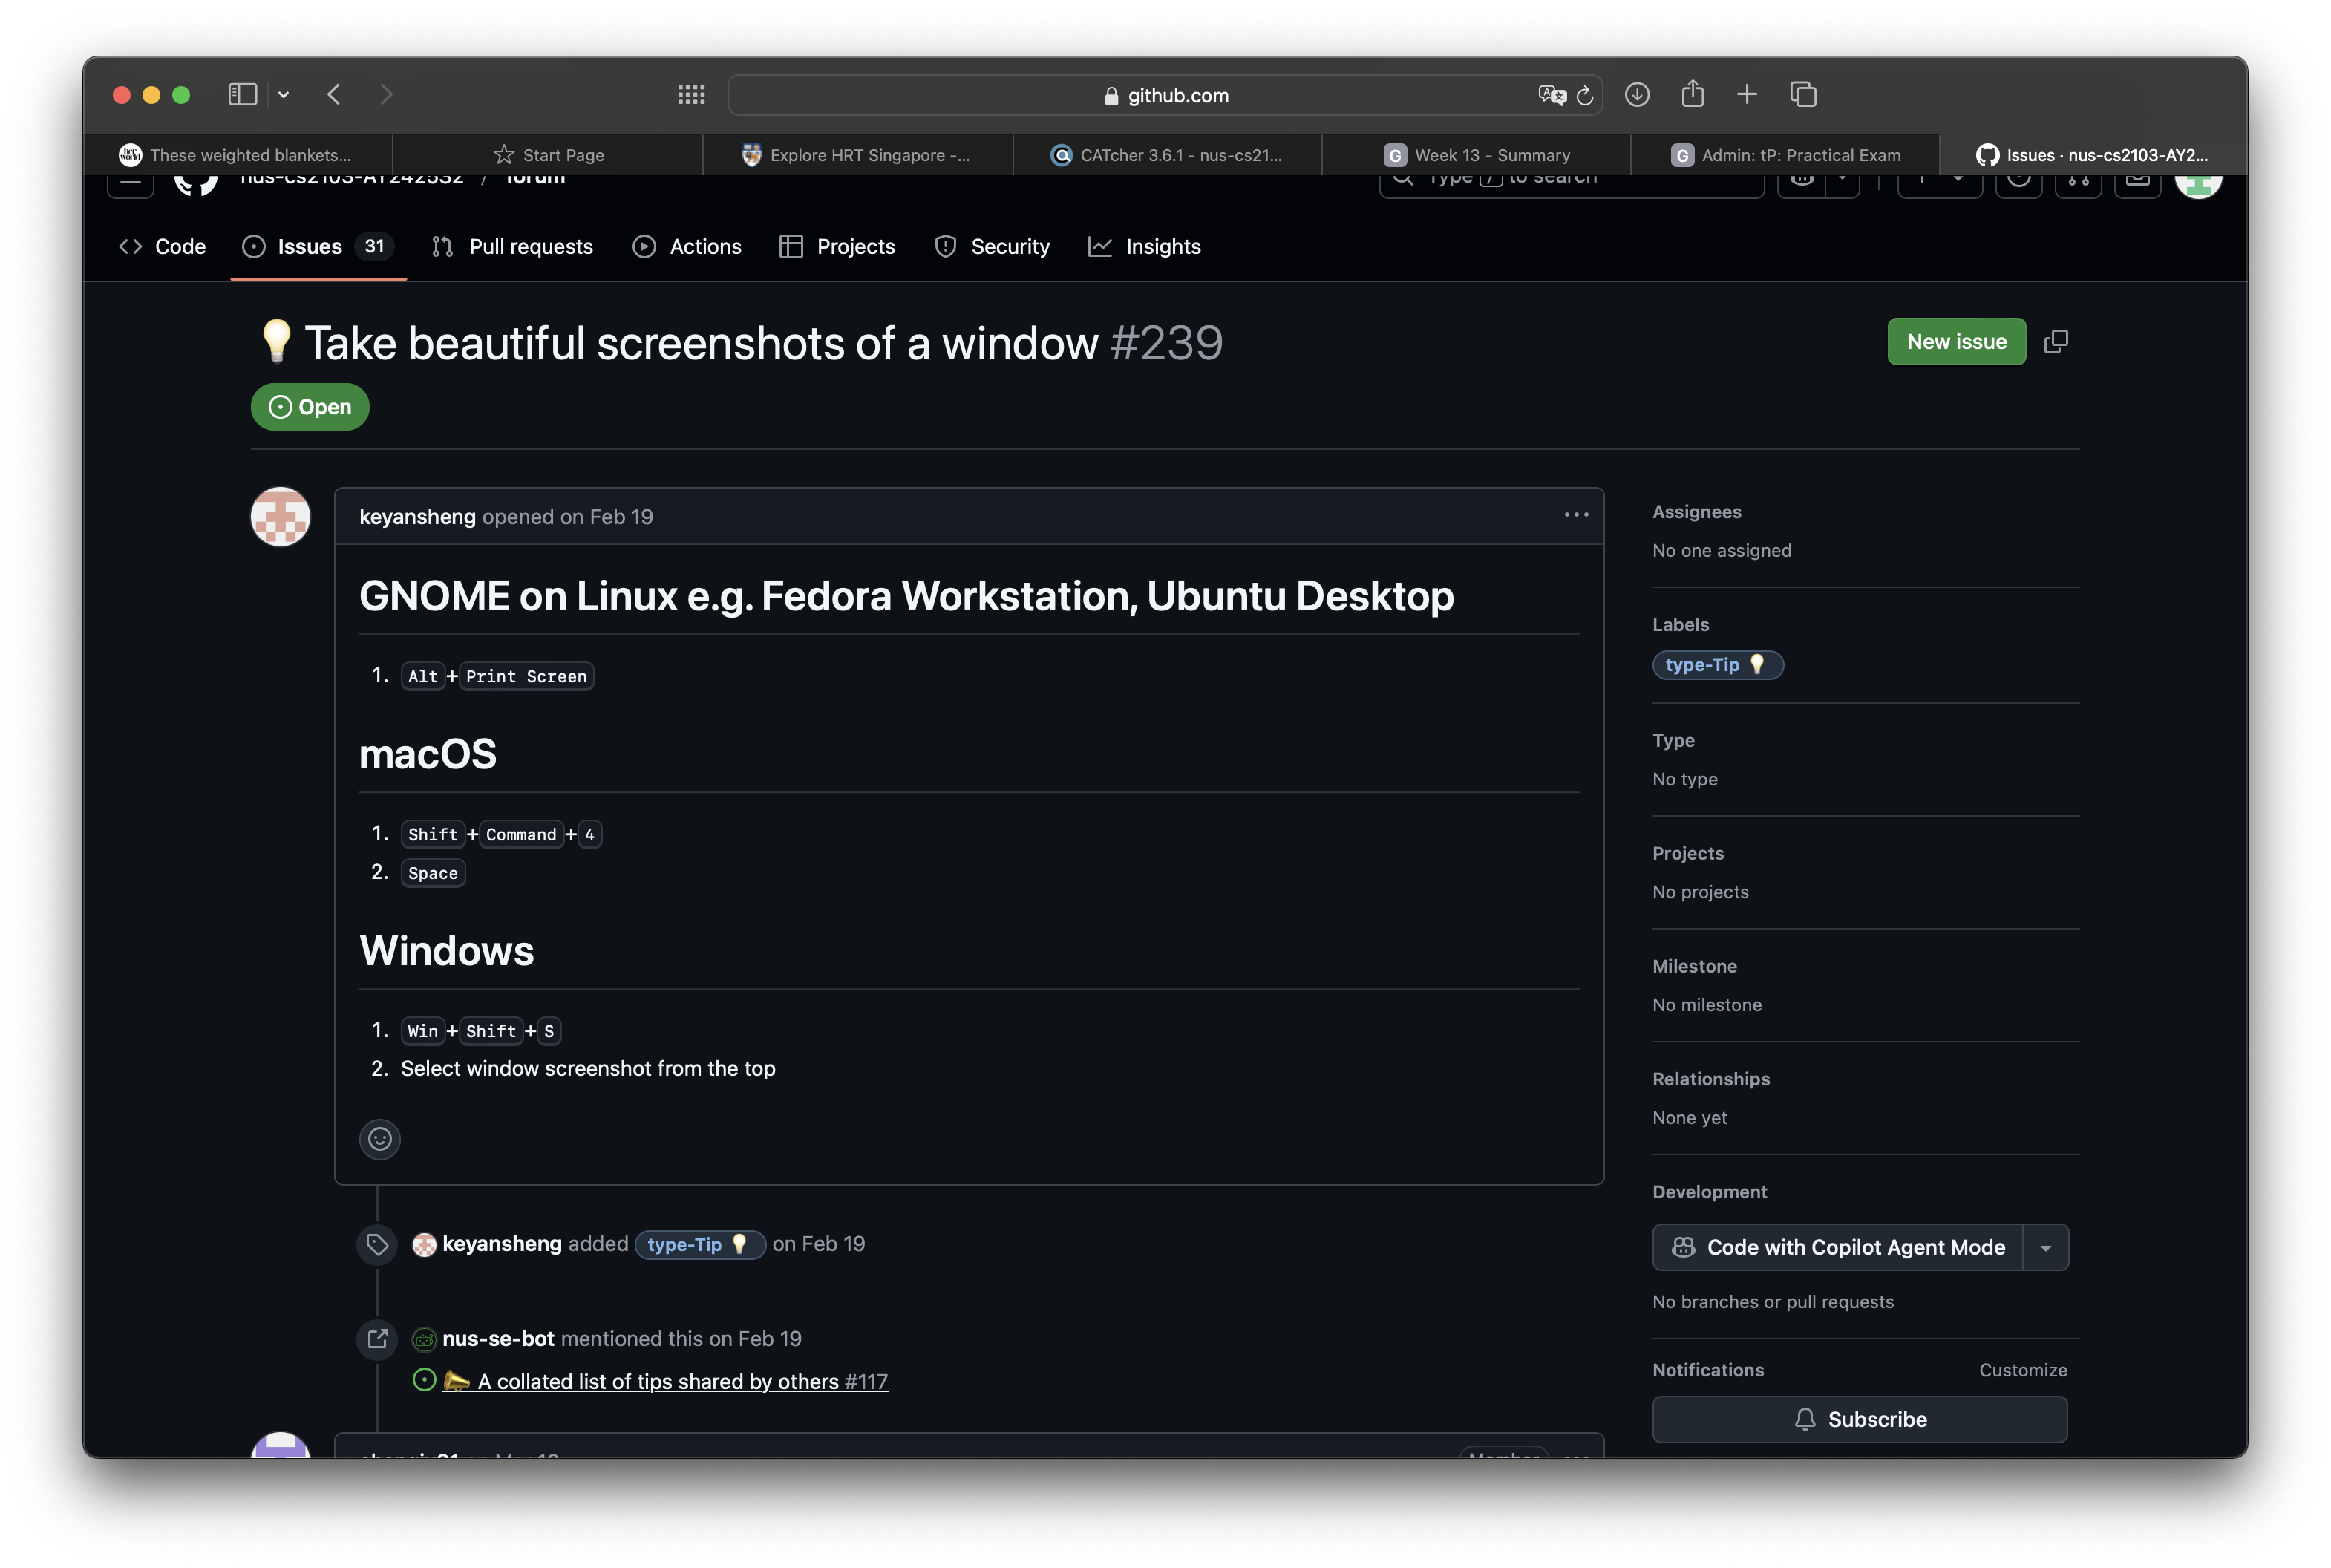 github.com
These weighted blankets...
Start Page
Explore HRT Singapore -...
CATcher 3.6.1 - nus-cs21...
G Week 13 - Summary
G Admin: tP: Practical Exam
Issues · nus-cs2103-AY2...
nus-cs2103-AY2425S2 / forum
Type / to search
Code
Issues 31
Pull requests
Actions
Projects
Security
Insights
💡 Take beautiful screenshots of a window #239
New issue
Open
keyansheng opened on Feb 19
GNOME on Linux e.g. Fedora Workstation, Ubuntu Desktop
1. Alt+Print Screen
macOS
1. Shift+Command+4
2. Space
Windows
1. Win+Shift+S
2. Select window screenshot from the top
keyansheng added type-Tip 💡 on Feb 19
nus-se-bot mentioned this on Feb 19
📣 A collated list of tips shared by others #117
Member
Assignees
No one assigned
Labels
type-Tip 💡
Type
No type
Projects
No projects
Milestone
No milestone
Relationships
None yet
Development
Code with Copilot Agent Mode
No branches or pull requests
Notifications
Customize
Subscribe